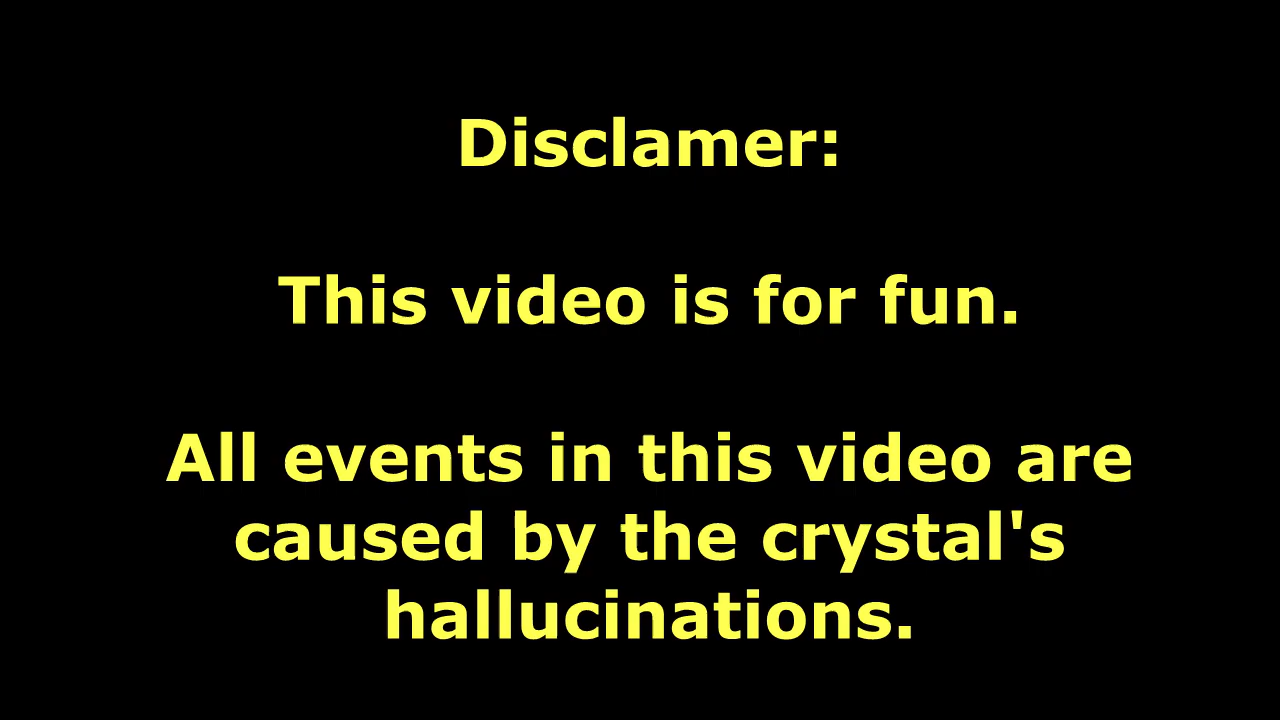 Disclamer:
This video is for fun.
All events in this video are
caused by the crystal's
hallucinations.